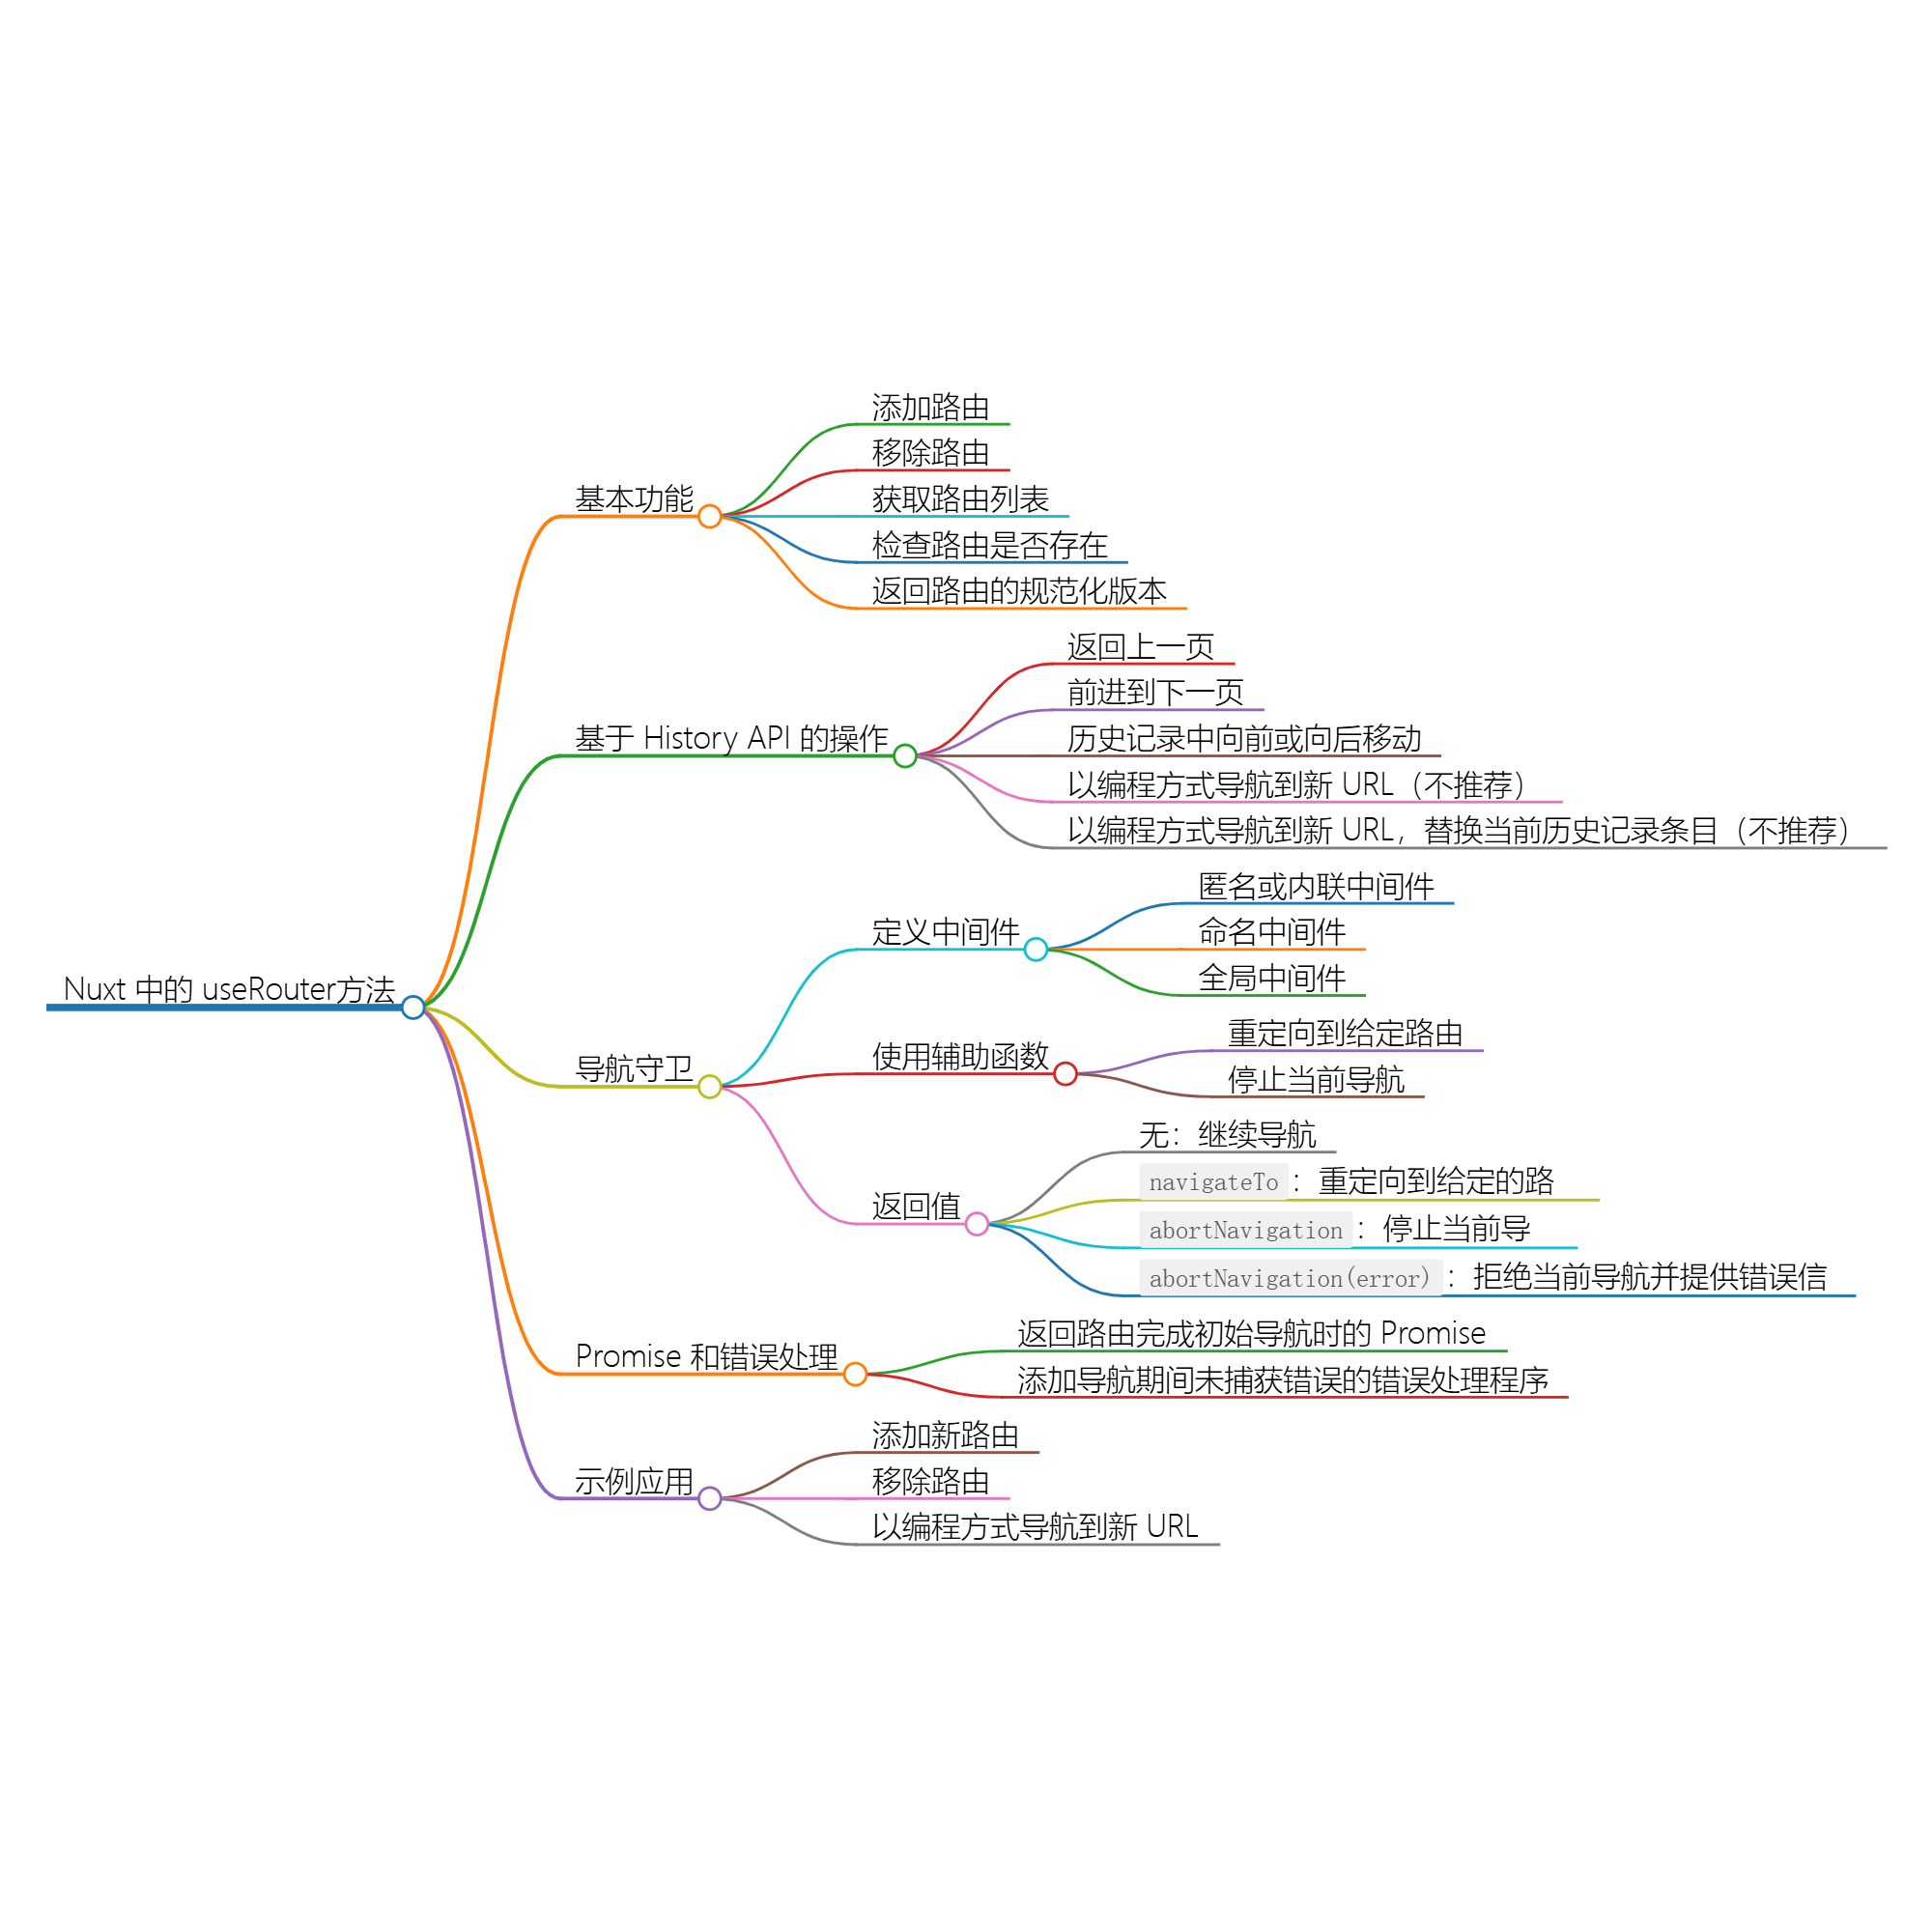 添加路由
移除路由
基本功能
获取路由列表
检查路由是否存在
返回路由的规范化版本
返回上一页
前进到下一页
基于 History API 的操作
历史记录中向前或向后移动
以编程方式导航到新 URL（不推荐）
以编程方式导航到新 URL，替换当前历史记录条目（不推荐）
匿名或内联中间件
定义中间件
命名中间件
全局中间件
Nuxt 中的 useRouter方法
重定向到给定路由
使用辅助函数
停止当前导航
导航守卫
无：继续导航
navigateTo：重定向到给定的路
返回值
abortNavigation：停止当前导
abortNavigation(error)：拒绝当前导航并提供错误信
返回路由完成初始导航时的 Promise
Promise 和错误处理
添加导航期间未捕获错误的错误处理程序
添加新路由
示例应用
移除路由
以编程方式导航到新 URL